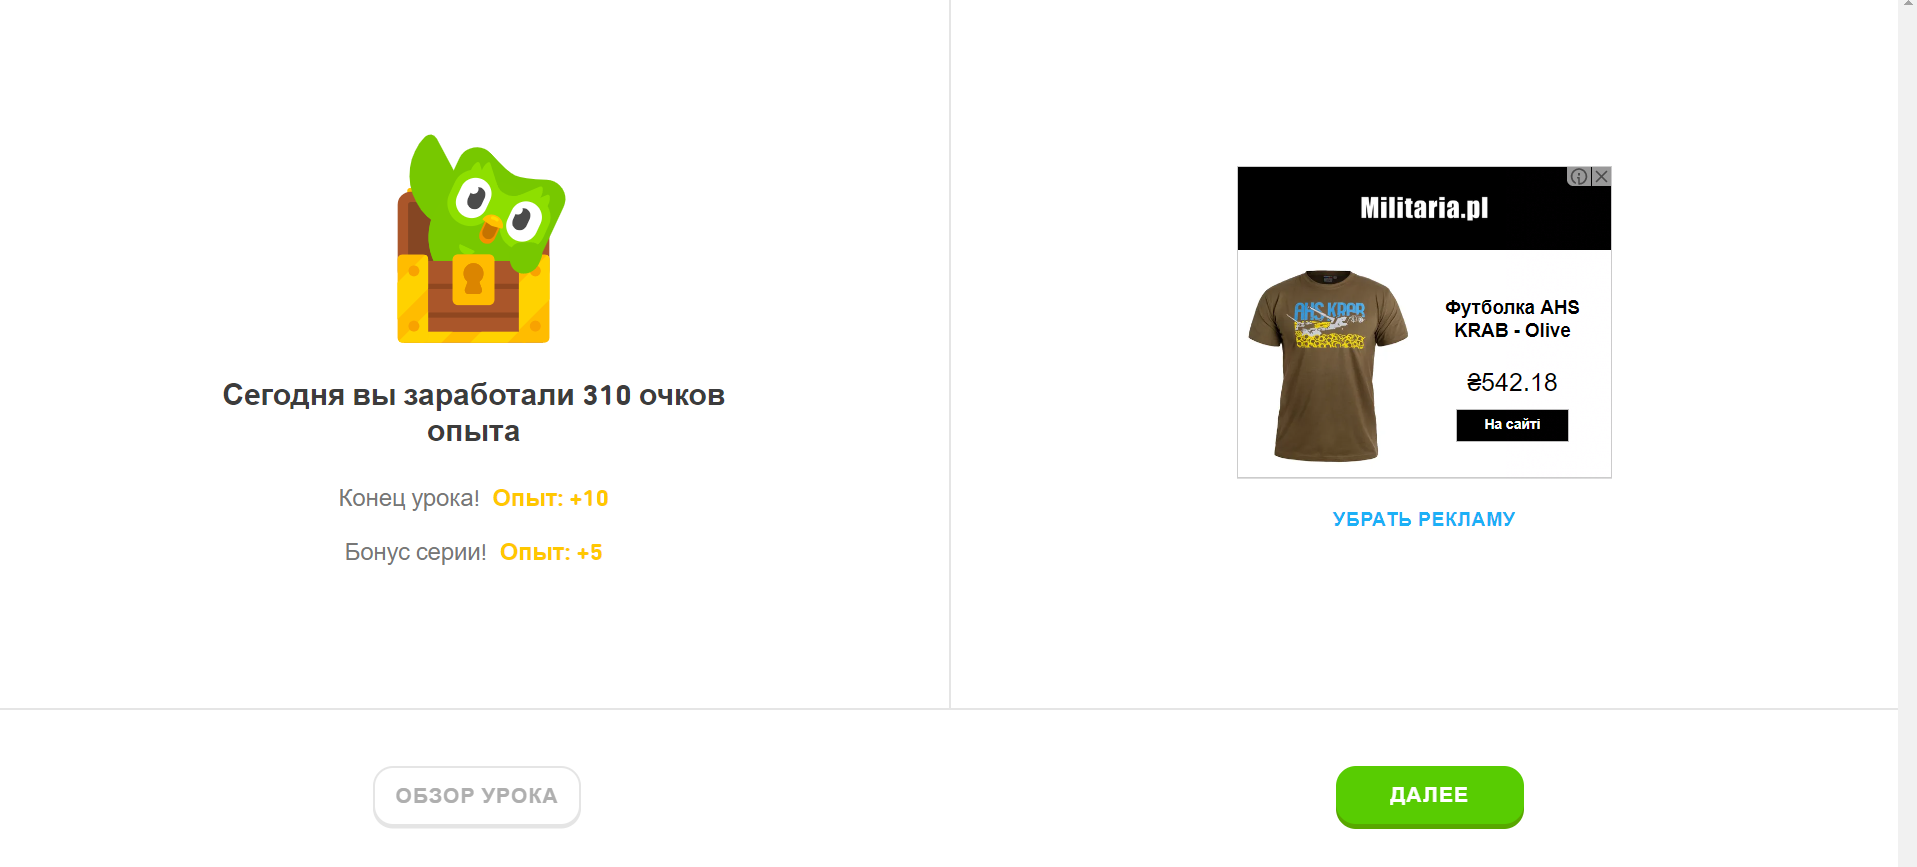 Сегодня вы заработали 310 очков
опыта
Конец урока! Опыт: +10
Бонус серии! Опыт: +5
ОБЗОР УРОКА
Militaria.pl
AHS KRAB
Футболка AHS
KRAB - Olive
₴542.18
На сайті
УБРАТЬ РЕКЛАМУ
ДАЛЕЕ